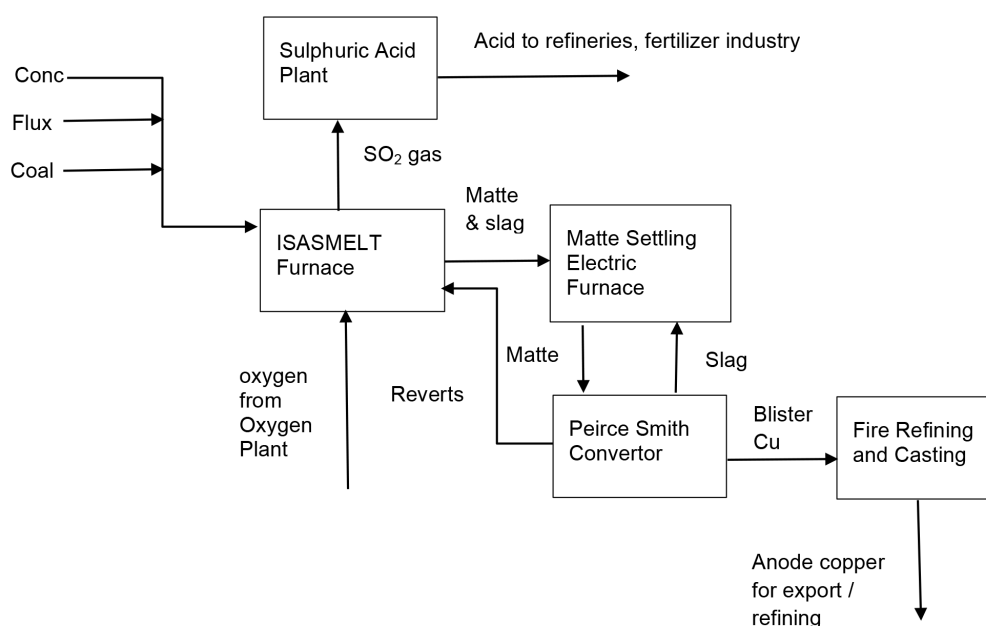 Sulphuric Acid
Plant
Acid to refineries, fertilizer industry
Conc
Flux
Coal
SO₂ gas
Matte
& slag
ISASMELT
Furnace
Matte Settling
Electric
Furnace
oxygen
from
Oxygen
Plant
Reverts
Matte
Slag
Peirce Smith
Convertor
Blister
Cu
Fire Refining
and Casting
Anode copper
for export /
refining